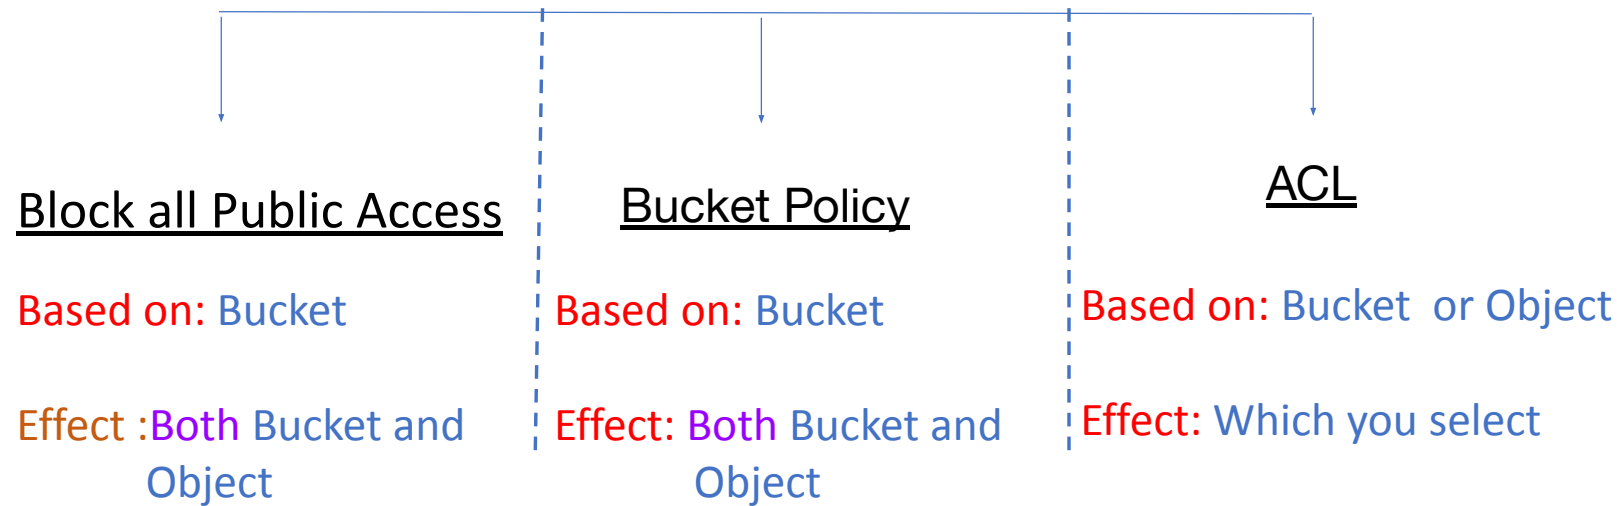 Block all Public Access
Based on: Bucket
Effect :Both Bucket and
Object
Bucket Policy
Based on: Bucket
Effect: Both Bucket and
Object
ACL
Based on: Bucket  or Object
Effect: Which you select